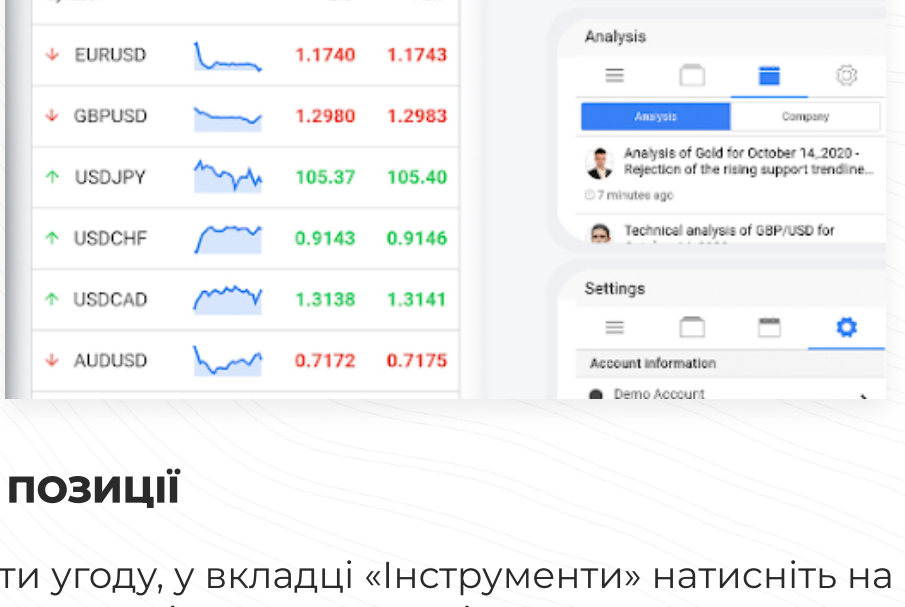 EURUSD 1.1740 1.1743
GBPUSD 1.2980 1.2983
USDJPY 105.37 105.40
USDCHF 0.9143 0.9146
USDCAD 1.3138 1.3141
AUDUSD 0.7172 0.7175
Analysis
Analysis Company
Analysis of Gold for October 14,.2020 -
Rejection of the rising support trendline...
7 minutes ago
Technical analysis of GBP/USD for
Settings
Account information
Demo Account
позиції
ти угоду, у вкладці «Інструменти» натисніть на